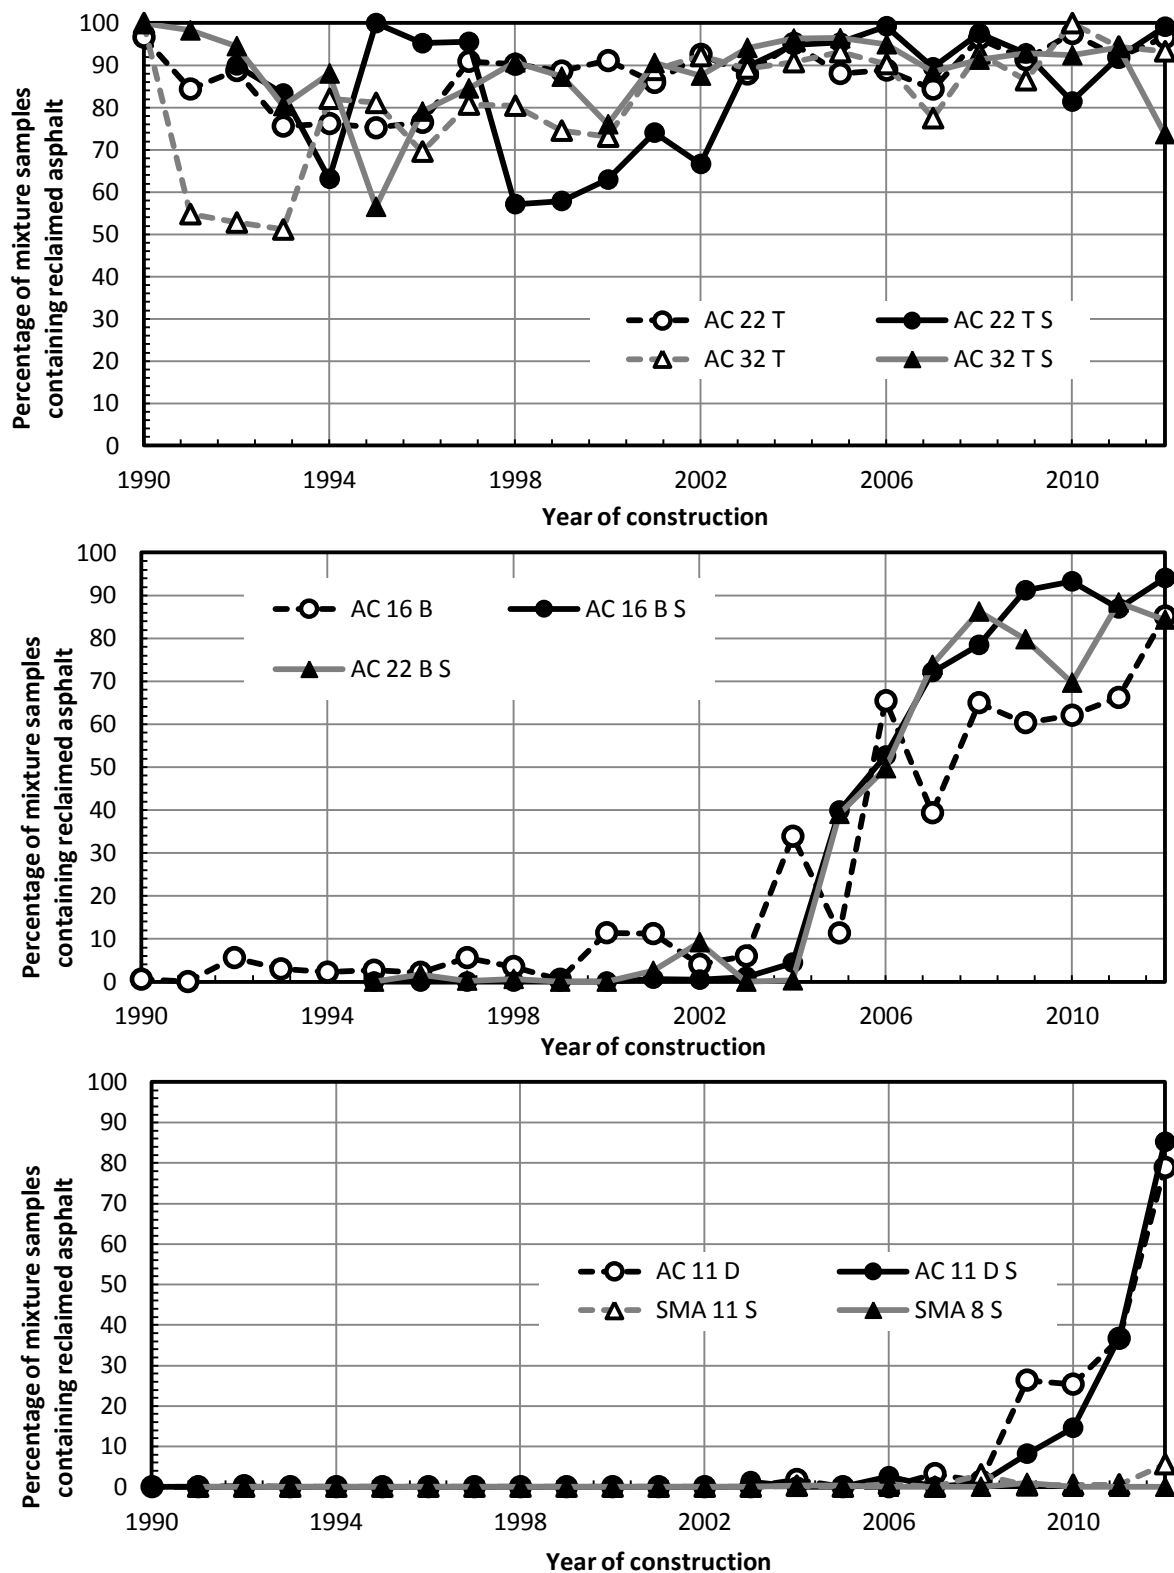 Percentage of mixture samples
containing reclaimed asphalt
100
90
80
70
60
50
40
30
20
10
0
AC 22 T
AC 22 T S
AC 32 T
AC 32 T S
1990
1994
1998
2002
2006
2010
Year of construction
Percentage of mixture samples
containing reclaimed asphalt
100
90
80
70
60
50
40
30
20
10
0
AC 16 B
AC 16 B S
AC 22 B S
1990
1994
1998
2002
2006
2010
Year of construction
Percentage of mixture samples
containing reclaimed asphalt
100
90
80
70
60
50
40
30
20
10
0
AC 11 D
AC 11 D S
SMA 11 S
SMA 8 S
1990
1994
1998
2002
2006
2010
Year of construction